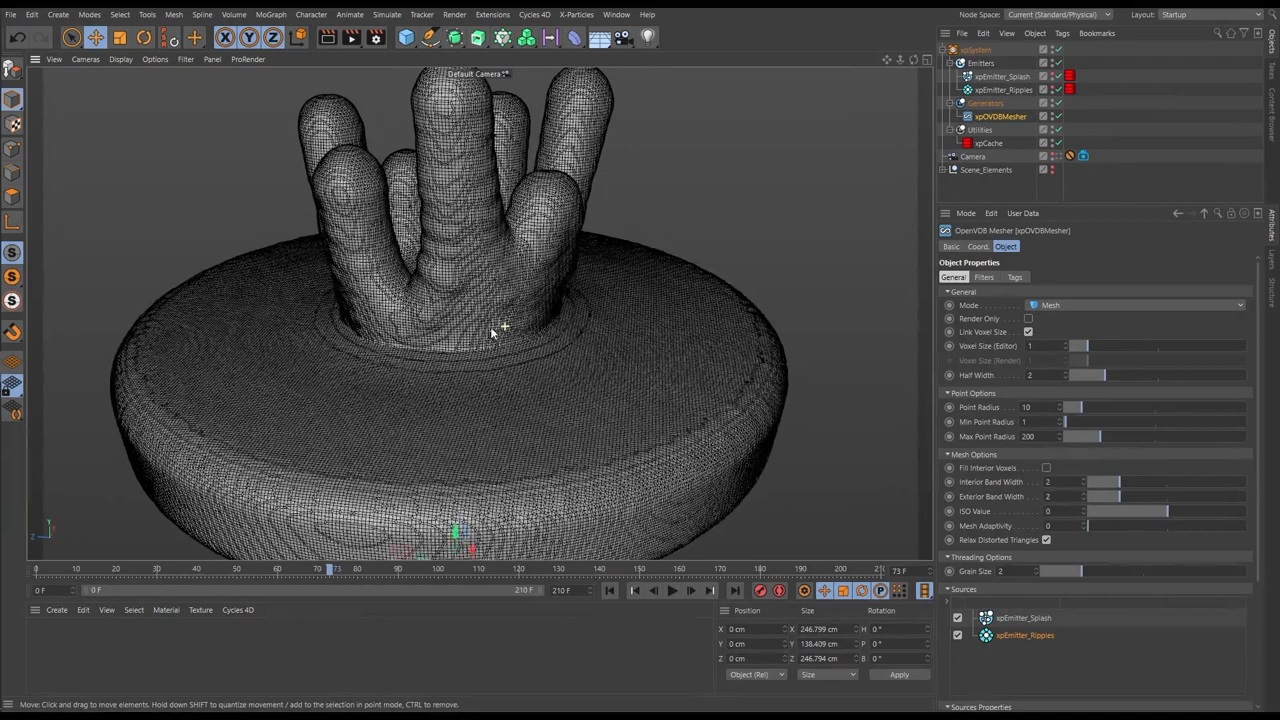 File Edit Create Modes Select Tools Mesh Spline Volume MoGraph Character Animate Simulate Tracker Render Extensions Cycles 4D X-Particles Window Help
Node Space: Current (Standard/Physical) Layout: Startup
File Edit View Object Tags Bookmarks
View Cameras Display Options Filter Panel ProRender
Default Camera
xpSystem
Emitters
xpEmitter_Splash
xpEmitter_Ripples
Generators
xpOVDBMesher
Utilities
xpCache
Camera
Scene_Elements
Objects
Takes
Content Browser
Mode Edit User Data
OpenVDB Mesher [xpOVDBMesher]
Basic Coord. Object
Object Properties
General Filters Tags
General
Mode Mesh
Render Only
Link Voxel Size
Voxel Size (Editor) 1
Voxel Size (Render) 1
Half Width 2
Point Options
Point Radius 10
Min Point Radius 1
Max Point Radius 200
Mesh Options
Fill Interior Voxels
Interior Band Width 2
Exterior Band Width 2
ISO Value 0
Mesh Adaptivity 0
Relax Distorted Triangles
Threading Options
Grain Size 2
Sources
xpEmitter_Splash
xpEmitter_Ripples
Sources Properties
Attributes
Layers
Structure
Y
Z
0 10 20 30 40 50 60 70 73 80 90 100 110 120 130 140 150 160 170 180 190 200 210 73 F
0 F 0 F 210 F 210 F
Create Edit View Select Material Texture Cycles 4D
Position Size Rotation
X 0 cm X 246.799 cm H 0 °
Y 0 cm Y 138.409 cm P 0 °
Z 0 cm Z 246.794 cm B 0 °
Object (Rel) Size Apply
Move: Click and drag to move elements. Hold down SHIFT to quantize movement / add to the selection in point mode, CTRL to remove.